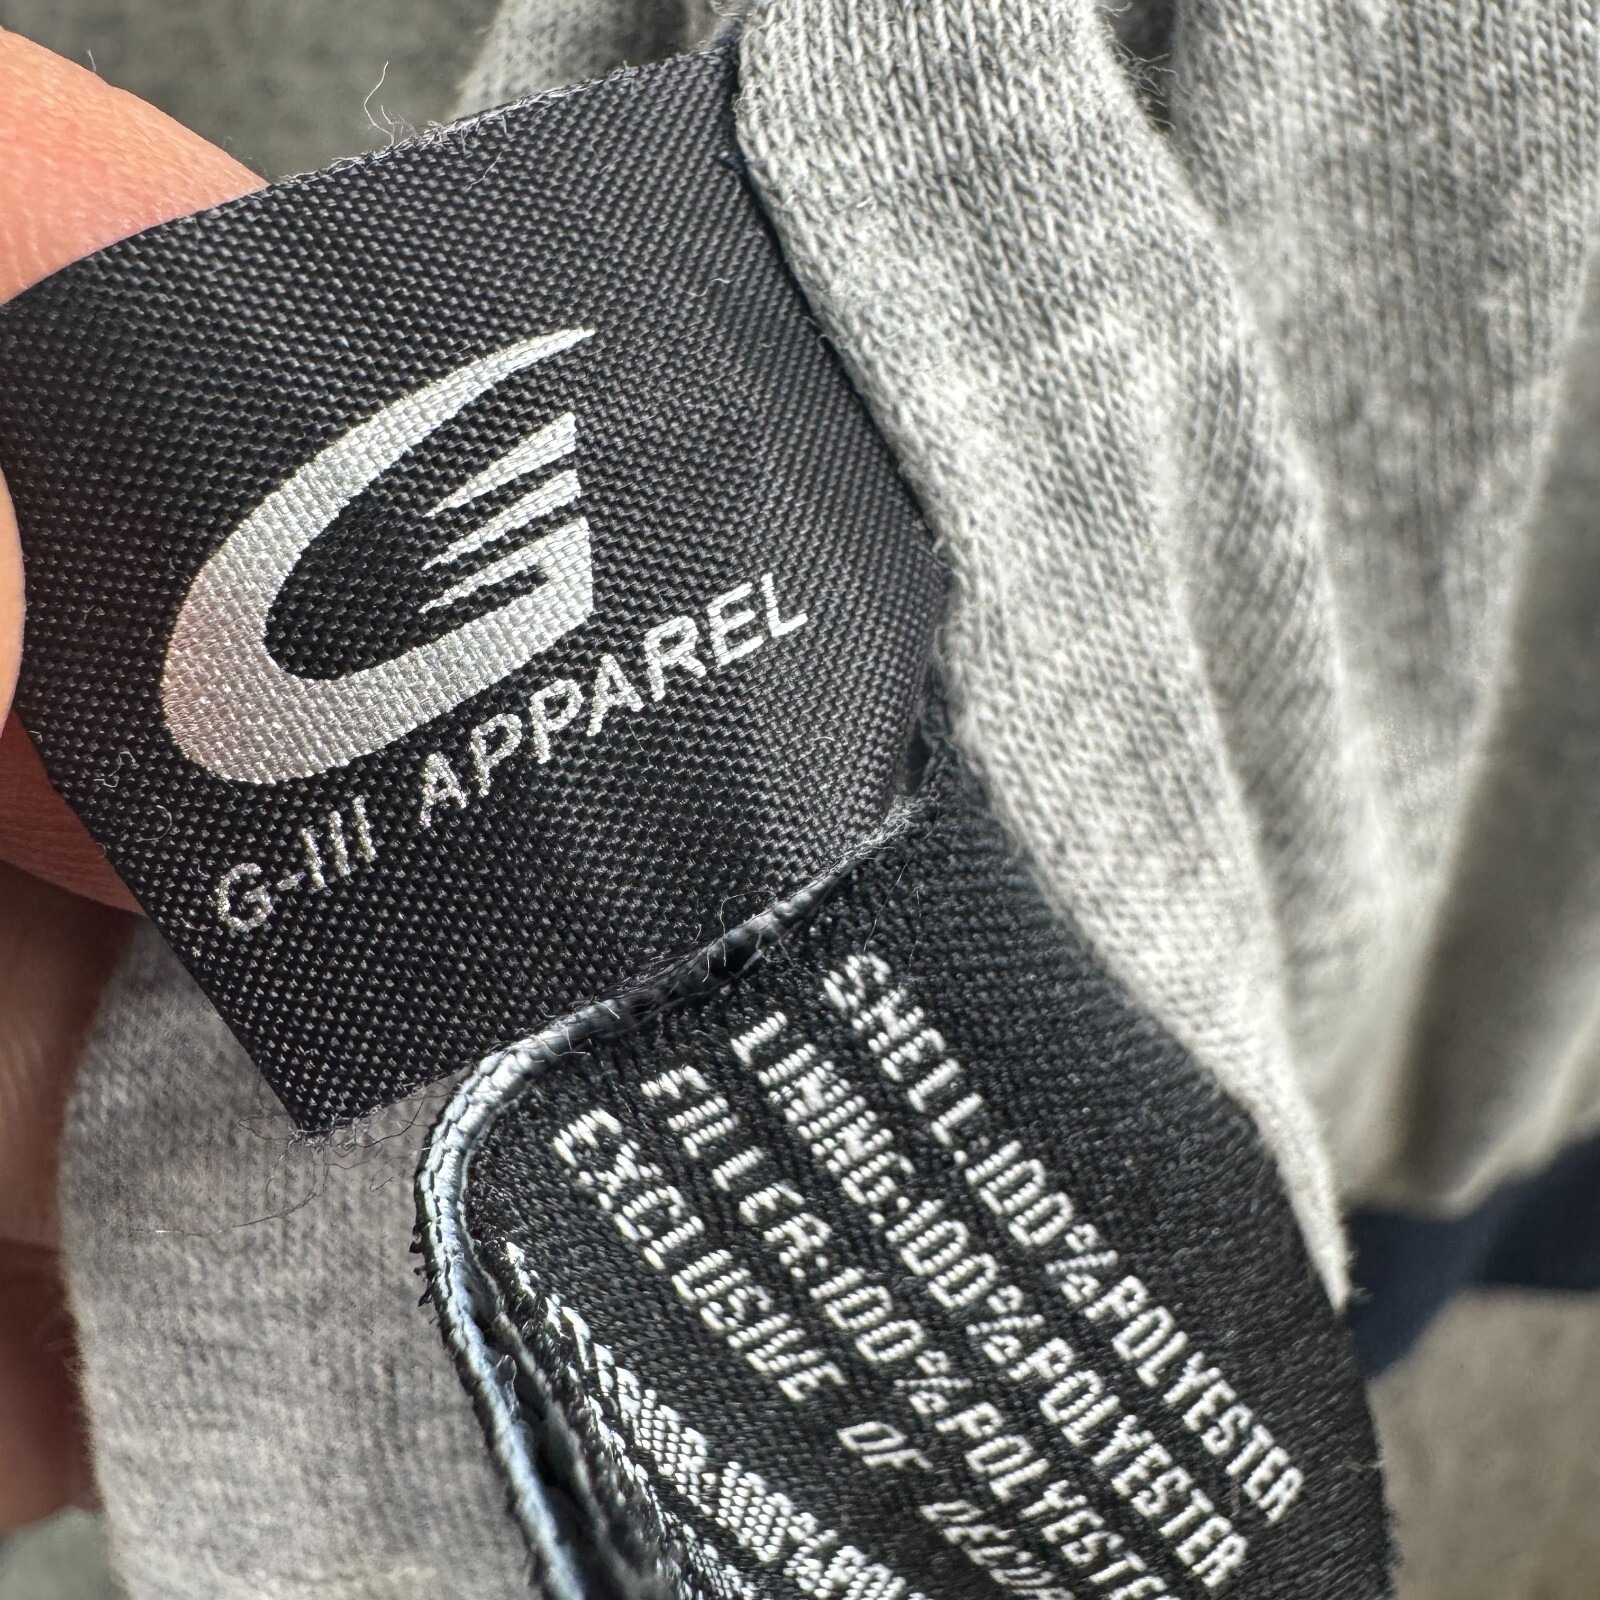 G-III APPAREL
SHELL:100%POLYESTER
LINING:100%POLYESTER
FILLER:100%POLYESTER
EXCLUSIVE OF